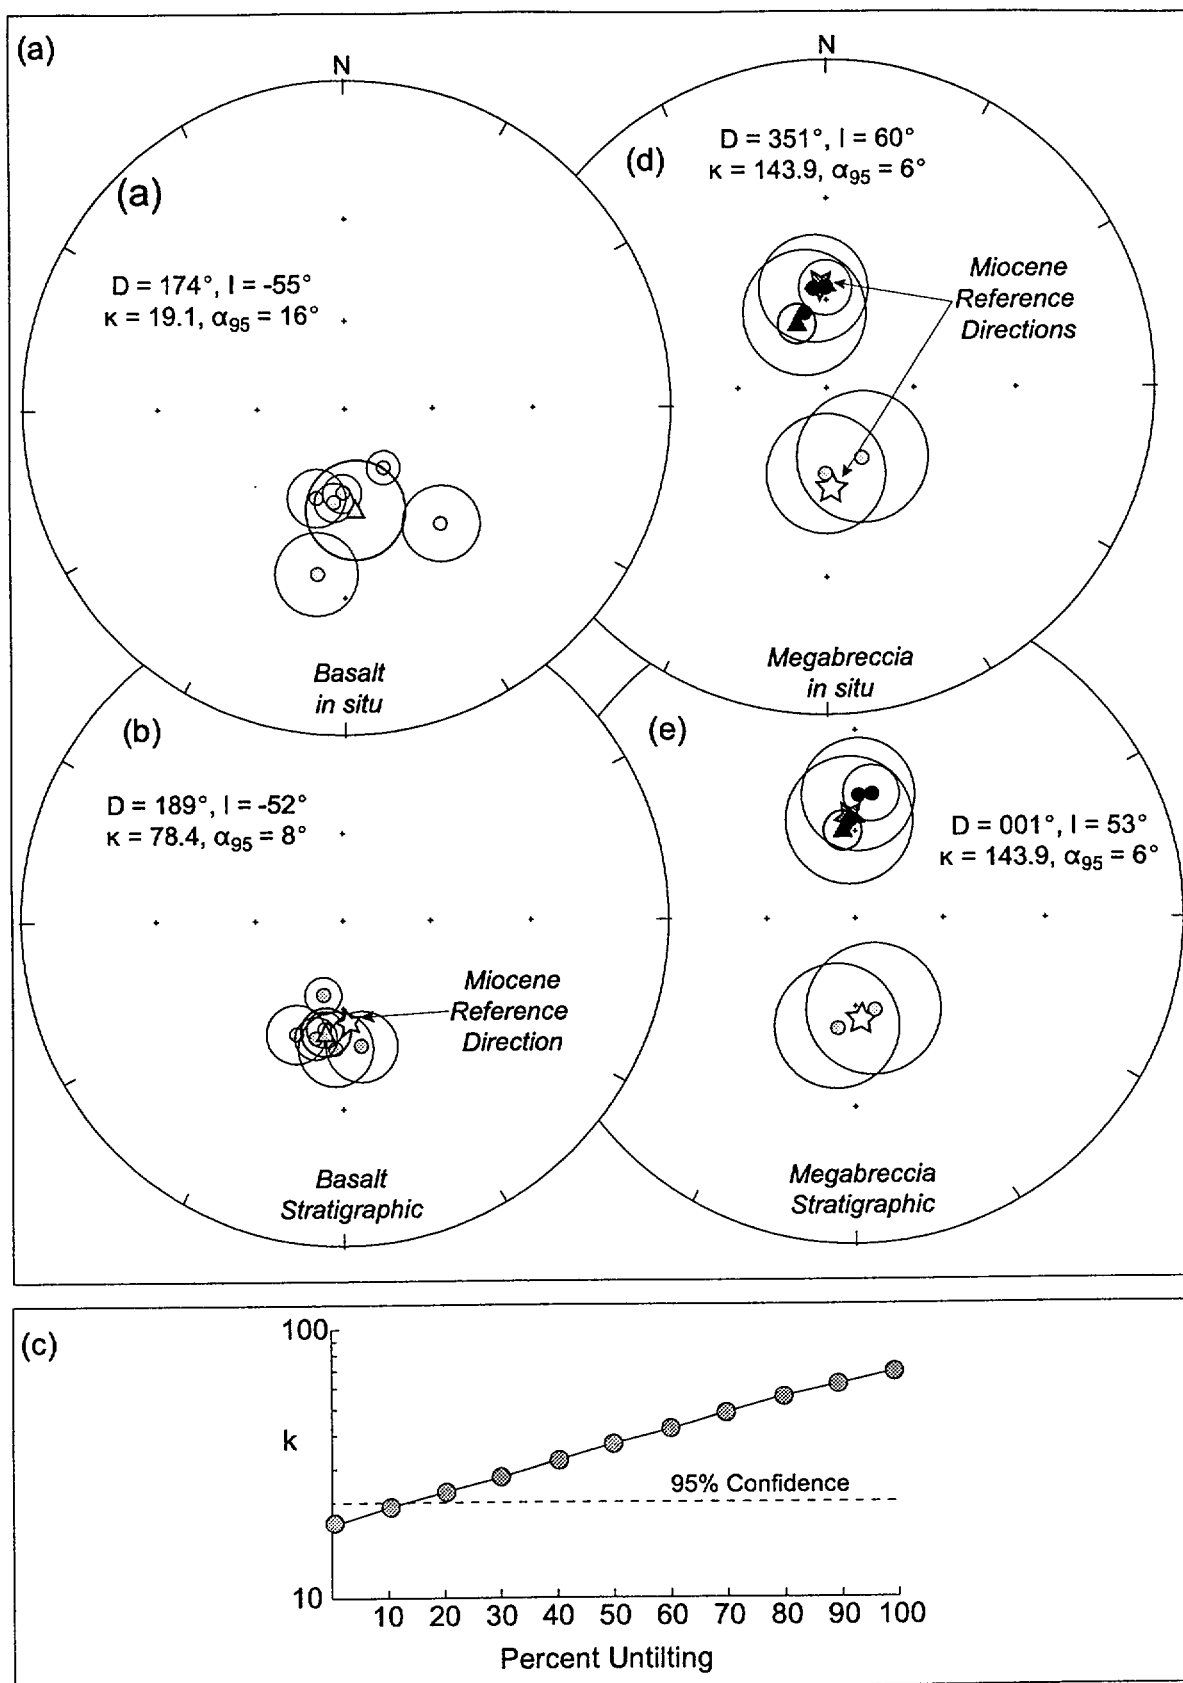 (a)
N
(a)
D = 174°, I = -55°
κ = 19.1, α95 = 16°
Basalt
in situ
N
(d)
D = 351°, I = 60°
κ = 143.9, α95 = 6°
Miocene
Reference
Directions
Megabreccia
in situ
(b)
D = 189°, I = -52°
κ = 78.4, α95 = 8°
Miocene
Reference
Direction
Basalt
Stratigraphic
(e)
D = 001°, I = 53°
κ = 143.9, α95 = 6°
Megabreccia
Stratigraphic
(c)
100
k
95% Confidence
10
10 20 30 40 50 60 70 80 90 100
Percent Untilting